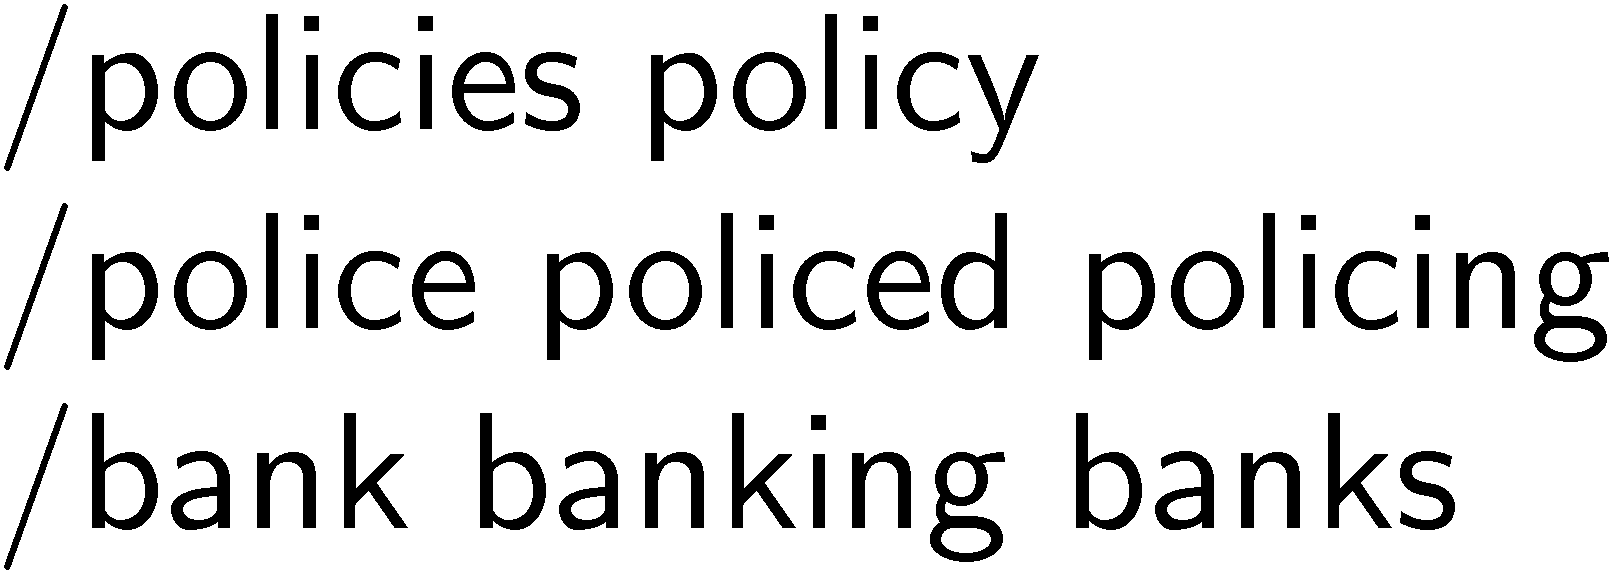 /policies policy
/police policed policing
/bank banking banks